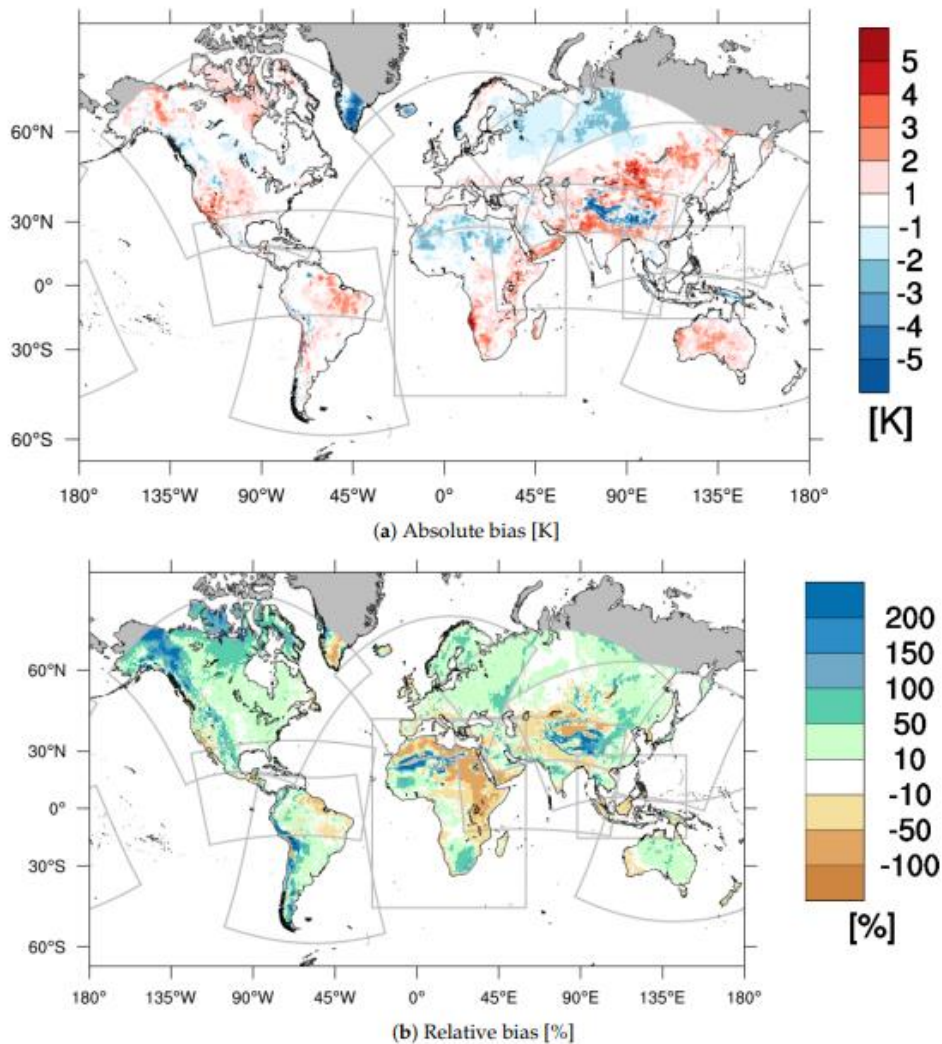 60°N
30°N
0°
30°S
60°S
180° 135°W 90°W 45°W 0° 45°E 90°E 135°E 180°
5
4
3
2
1
-1
-2
-3
-4
-5
[K]
(a) Absolute bias [K]
60°N
30°N
0°
30°S
60°S
180° 135°W 90°W 45°W 0° 45°E 90°E 135°E 180°
200
150
100
50
10
-10
-50
-100
[%]
(b) Relative bias [%]